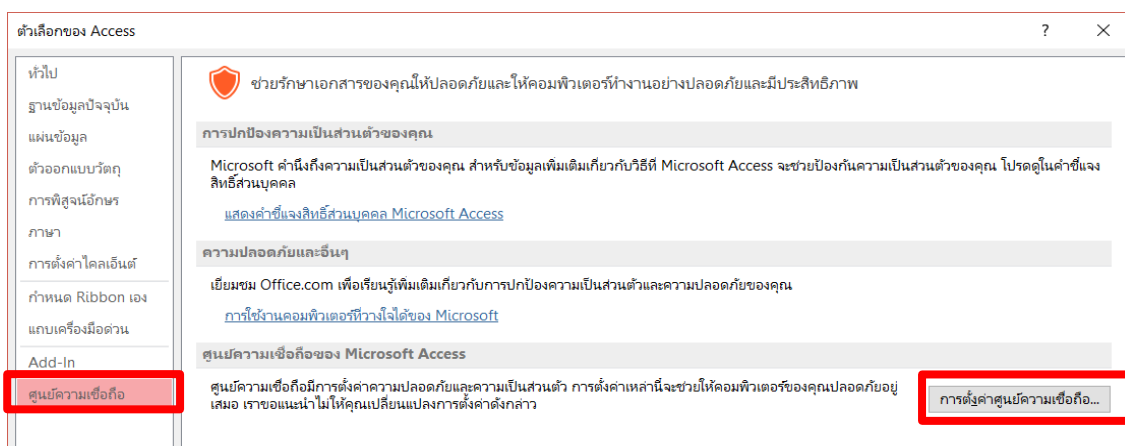 ตัวเลือกของ Access
?
ทั่วไป
ฐานข้อมูลปัจจุบัน
แผ่นข้อมูล
ตัวออกแบบวัตถุ
การพิสูจน์อักษร
ภาษา
การตั้งค่าไคลเอ็นต์
กำหนด Ribbon เอง
แถบเครื่องมือด่วน
Add-In
ศูนย์ความเชื่อถือ
ช่วยรักษาเอกสารของคุณให้ปลอดภัยและให้คอมพิวเตอร์ทำงานอย่างปลอดภัยและมีประสิทธิภาพ
การปกป้องความเป็นส่วนตัวของคุณ
Microsoft คำนึงถึงความเป็นส่วนตัวของคุณ สำหรับข้อมูลเพิ่มเติมเกี่ยวกับวิธีที่ Microsoft Access จะช่วยป้องกันความเป็นส่วนตัวของคุณ โปรดดูในคำชี้แจง
สิทธิ์ส่วนบุคคล
แสดงคำชี้แจงสิทธิ์ส่วนบุคคล Microsoft Access
ความปลอดภัยและอื่นๆ
เยี่ยมชม Office.com เพื่อเรียนรู้เพิ่มเติมเกี่ยวกับการปกป้องความเป็นส่วนตัวและความปลอดภัยของคุณ
การใช้งานคอมพิวเตอร์ที่วางใจได้ของ Microsoft
ศูนย์ความเชื่อถือของ Microsoft Access
ศูนย์ความเชื่อถือมีการตั้งค่าความปลอดภัยและความเป็นส่วนตัว การตั้งค่าเหล่านี้จะช่วยให้คอมพิวเตอร์ของคุณปลอดภัยอยู่
เสมอ เราขอแนะนำไม่ให้คุณเปลี่ยนแปลงการตั้งค่าดังกล่าว
การตั้งค่าศูนย์ความเชื่อถือ...